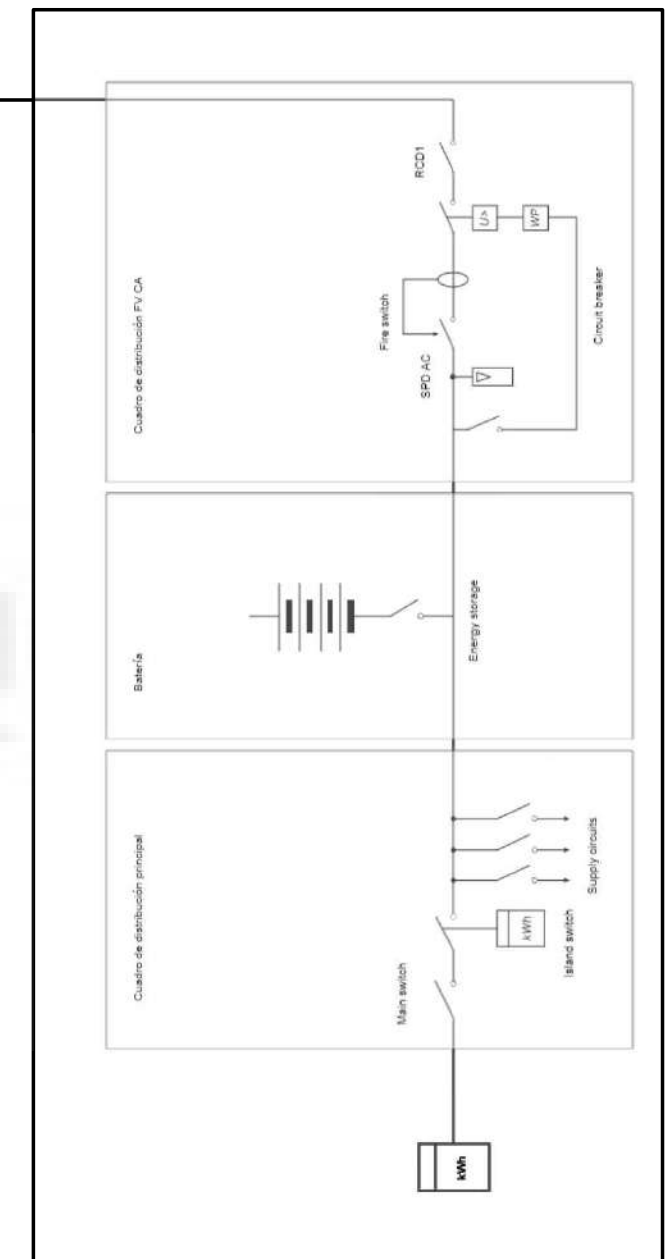 Cuadro de distribución FV CA
RCD1
U>
WP
Fire switch
SPD AC
Circuit breaker
Batería
Energy storage
Cuadro de distribución principal
Main switch
kWh
Island switch
Supply circuits
kWh